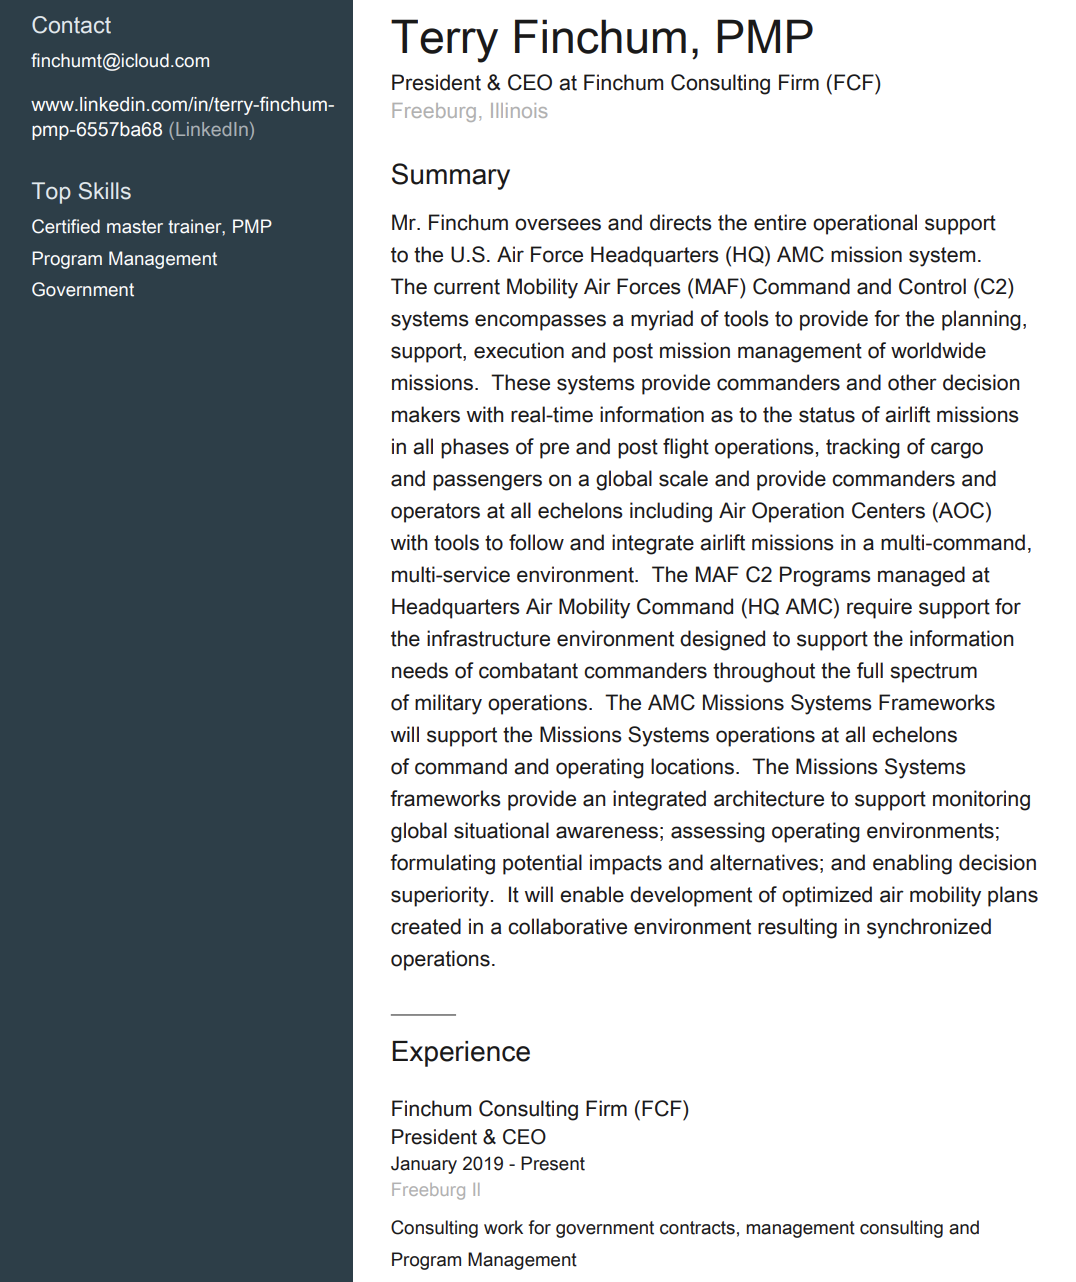 Contact
finchumt@icloud.com
www.linkedin.com/in/terry-finchum-
pmp-6557ba68 (LinkedIn)
Top Skills
Certified master trainer, PMP
Program Management
Government
Terry Finchum, PMP
President & CEO at Finchum Consulting Firm (FCF)
Freeburg, Illinois
Summary
Mr. Finchum oversees and directs the entire operational support
to the U.S. Air Force Headquarters (HQ) AMC mission system.
The current Mobility Air Forces (MAF) Command and Control (C2)
systems encompasses a myriad of tools to provide for the planning,
support, execution and post mission management of worldwide
missions.  These systems provide commanders and other decision
makers with real-time information as to the status of airlift missions
in all phases of pre and post flight operations, tracking of cargo
and passengers on a global scale and provide commanders and
operators at all echelons including Air Operation Centers (AOC)
with tools to follow and integrate airlift missions in a multi-command,
multi-service environment.  The MAF C2 Programs managed at
Headquarters Air Mobility Command (HQ AMC) require support for
the infrastructure environment designed to support the information
needs of combatant commanders throughout the full spectrum
of military operations.  The AMC Missions Systems Frameworks
will support the Missions Systems operations at all echelons
of command and operating locations.  The Missions Systems
frameworks provide an integrated architecture to support monitoring
global situational awareness; assessing operating environments;
formulating potential impacts and alternatives; and enabling decision
superiority.  It will enable development of optimized air mobility plans
created in a collaborative environment resulting in synchronized
operations.
Experience
Finchum Consulting Firm (FCF)
President & CEO
January 2019 - Present
Freeburg Il
Consulting work for government contracts, management consulting and
Program Management